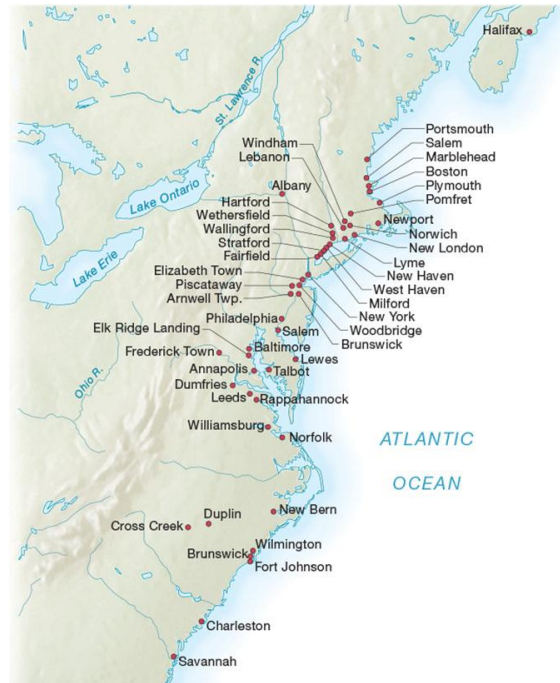 Halifax
St. Lawrence R.
Portsmouth
Salem
Marblehead
Boston
Plymouth
Pomfret
Windham
Lebanon
Albany
Lake Ontario
Hartford
Wethersfield
Wallingford
Stratford
Fairfield
Newport
Norwich
New London
Lyme
New Haven
West Haven
Milford
New York
Woodbridge
Brunswick
Lake Erie
Elizabeth Town
Piscataway
Arnwell Twp.
Philadelphia
Salem
Elk Ridge Landing
Baltimore
Frederick Town
Lewes
Annapolis
Talbot
Ohio R.
Dumfries
Leeds
Rappahannock
Williamsburg
Norfolk
ATLANTIC
OCEAN
New Bern
Duplin
Cross Creek
Wilmington
Brunswick
Fort Johnson
Charleston
Savannah